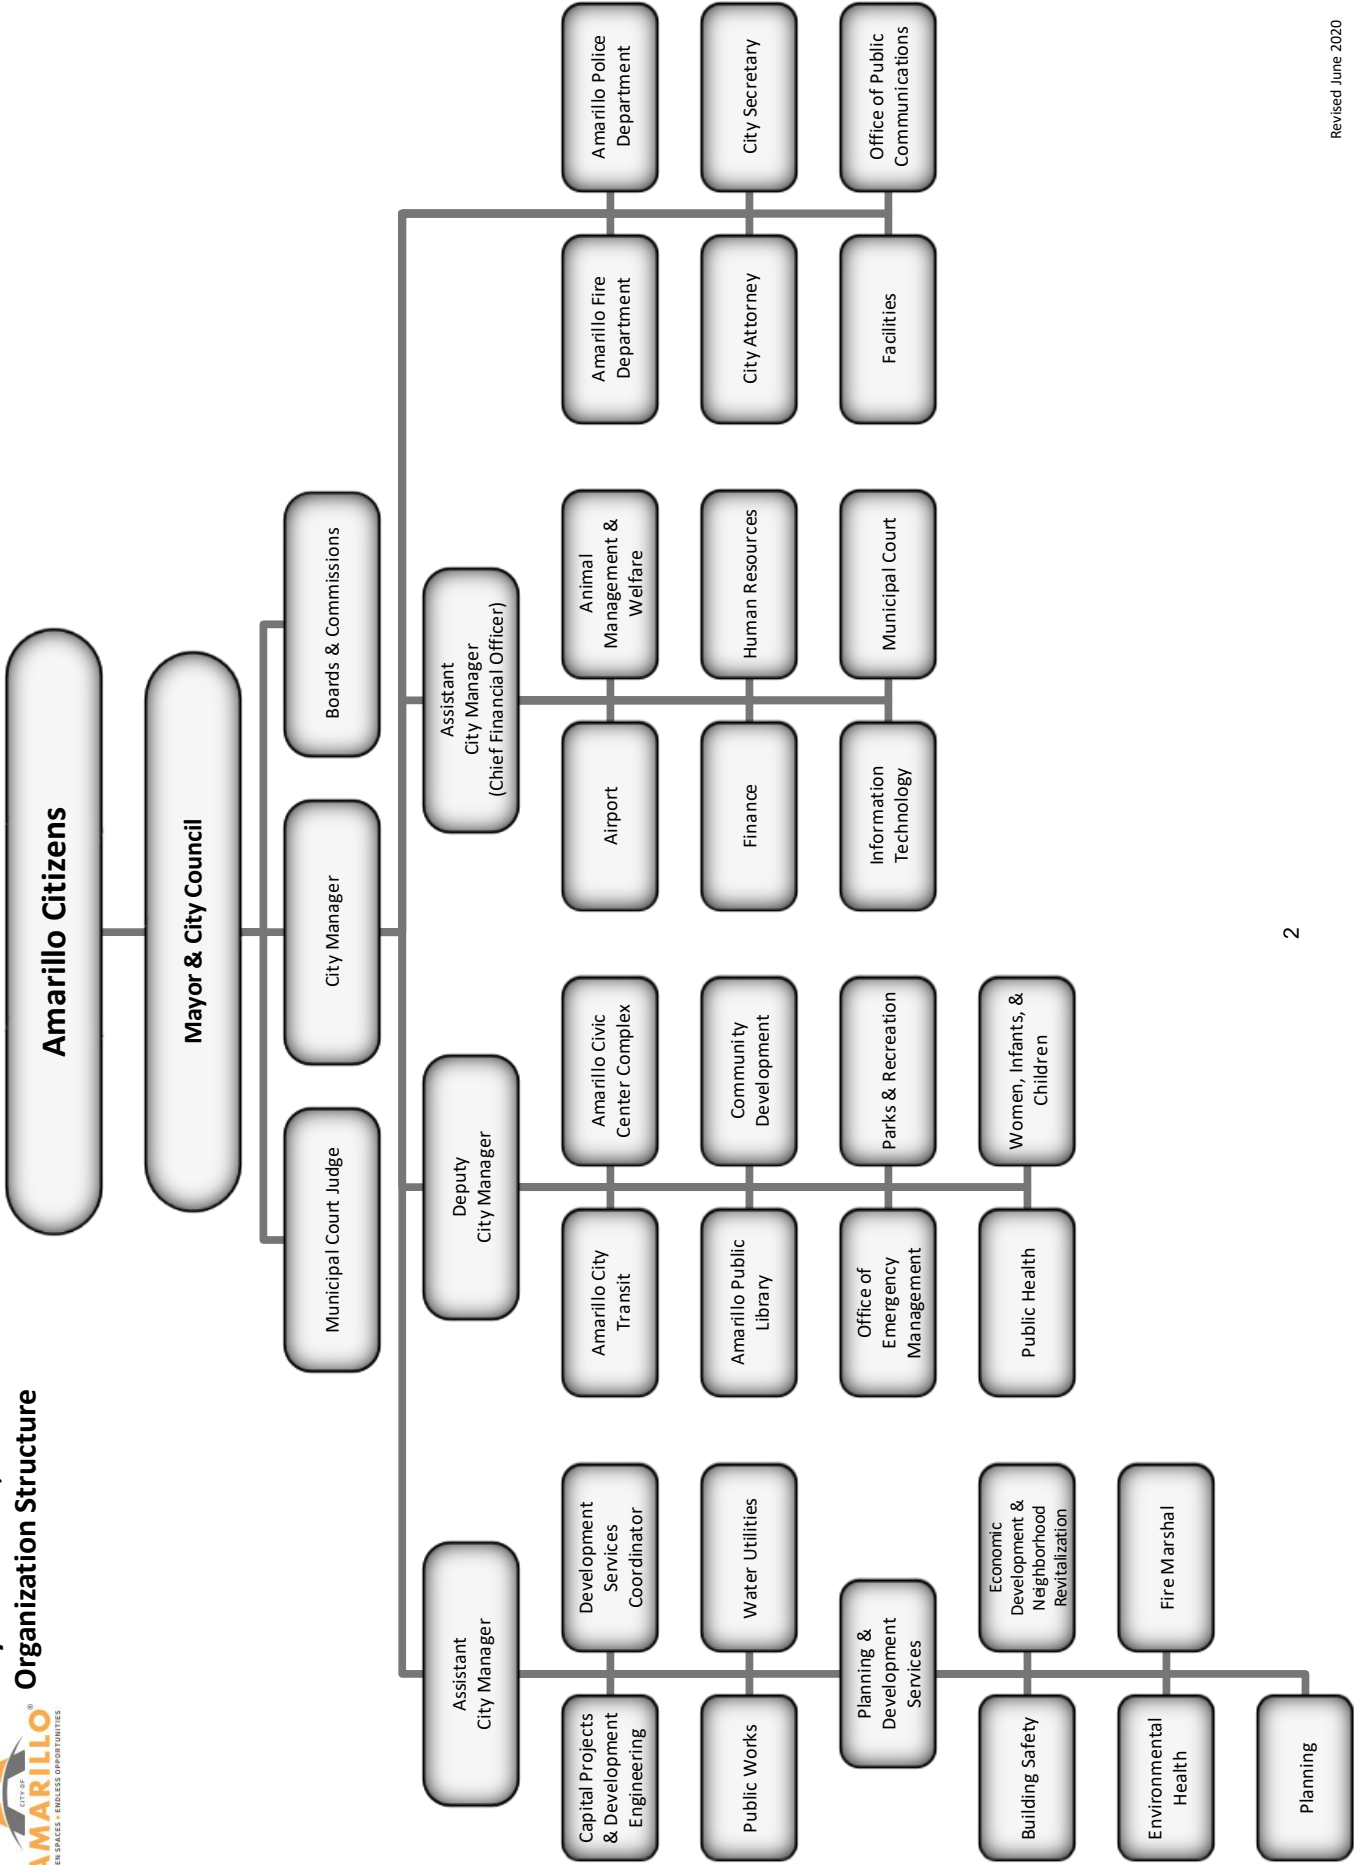 Organization Structure
CITY OF
AMARILLO®
ENDLESS OPPORTUNITIES
Amarillo Citizens
Mayor & City Council
Municipal Court Judge
City Manager
Boards & Commissions
Assistant
City Manager
Deputy
City Manager
Assistant
City Manager
(Chief Financial Officer)
Capital Projects
& Development
Engineering
Development
Services
Coordinator
Public Works
Water Utilities
Planning &
Development
Services
Building Safety
Economic
Development &
Neighborhood
Revitalization
Environmental
Health
Fire Marshal
Planning
Amarillo City
Transit
Amarillo Civic
Center Complex
Amarillo Public
Library
Community
Development
Office of
Emergency
Management
Parks & Recreation
Public Health
Women, Infants, &
Children
Airport
Animal
Management &
Welfare
Finance
Human Resources
Information
Technology
Municipal Court
Amarillo Fire
Department
Amarillo Police
Department
City Attorney
City Secretary
Facilities
Office of Public
Communications
2
Revised June 2020